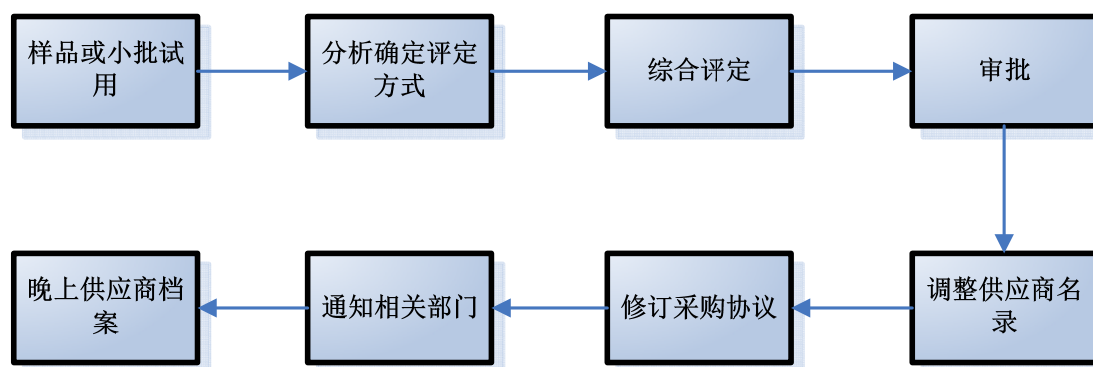 样品或小批试
用
分析确定评定
方式
综合评定
审批
调整供应商名
录
修订采购协议
通知相关部门
晚上供应商档
案